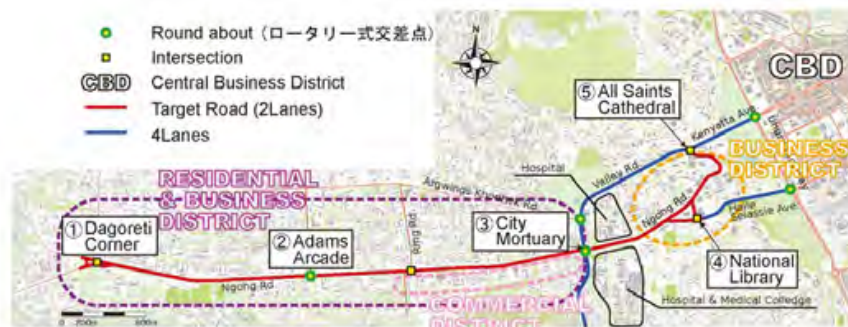 Round about (ロータリー式交差点)
Intersection
CBD Central Business District
Target Road (2Lanes)
4Lanes
N
CBD
⑤ All Saints
Cathedral
Kenyatta Ave
BUSINESS
DISTRICT
Hospital
Valley Rd
Ngong Rd
Haile
Selassie Ave
RESIDENTIAL
& BUSINESS
DISTRICT
Argwings Khodhek Rd
① Dagoreti
Corner
② Adams
Arcade
③ City
Mortuary
④ National
Library
Ngong Rd
COMMERCIAL
DISTRICT
Hospital & Medical Colledge